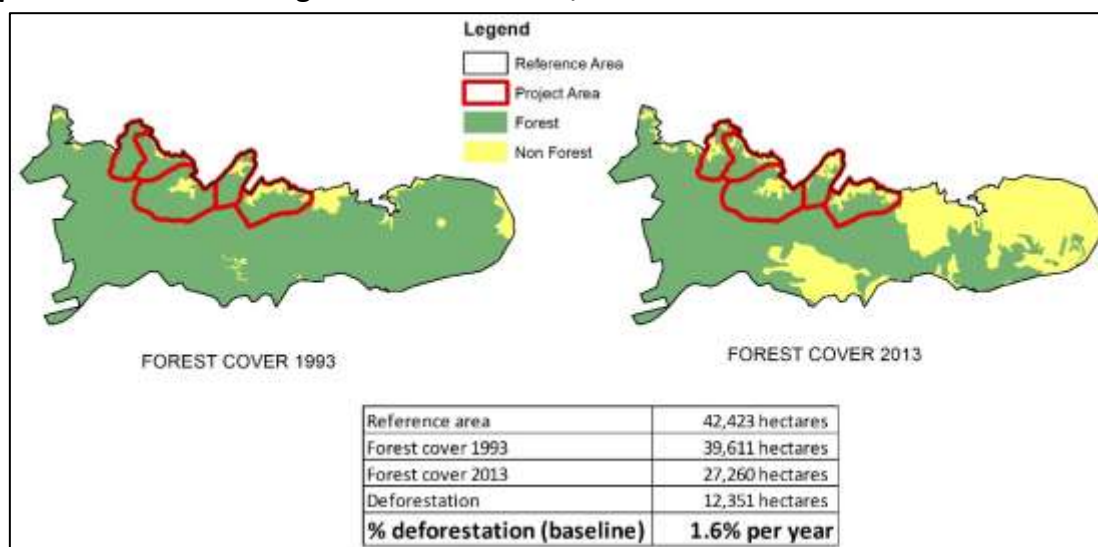 Legend
Reference Area
Project Area
Forest
Non Forest
FOREST COVER 1993
FOREST COVER 2013
Reference area 42,423 hectares
Forest cover 1993 39,611 hectares
Forest cover 2013 27,260 hectares
Deforestation 12,351 hectares
% deforestation (baseline) 1.6% per year